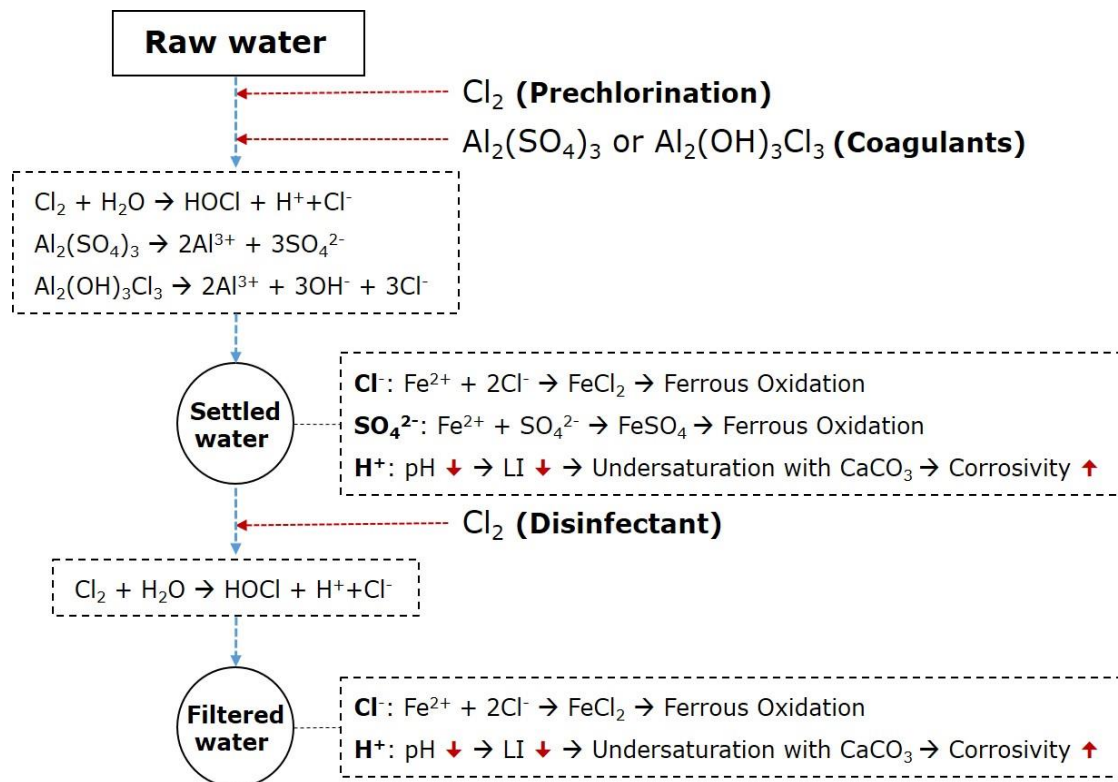 Raw water
Cl₂ (Prechlorination)
Al₂(SO₄)₃ or Al₂(OH)₃Cl₃ (Coagulants)
Cl₂ + H₂O → HOCl + H⁺+Cl⁻
Al₂(SO₄)₃ → 2Al³⁺ + 3SO₄²⁻
Al₂(OH)₃Cl₃ → 2Al³⁺ + 3OH⁻ + 3Cl⁻
Settled
water
Cl⁻: Fe²⁺ + 2Cl⁻ → FeCl₂ → Ferrous Oxidation
SO₄²⁻: Fe²⁺ + SO₄²⁻ → FeSO₄ → Ferrous Oxidation
H⁺: pH ↓ → LI ↓ → Undersaturation with CaCO₃ → Corrosivity ↑
Cl₂ (Disinfectant)
Cl₂ + H₂O → HOCl + H⁺+Cl⁻
Filtered
water
Cl⁻: Fe²⁺ + 2Cl⁻ → FeCl₂ → Ferrous Oxidation
H⁺: pH ↓ → LI ↓ → Undersaturation with CaCO₃ → Corrosivity ↑